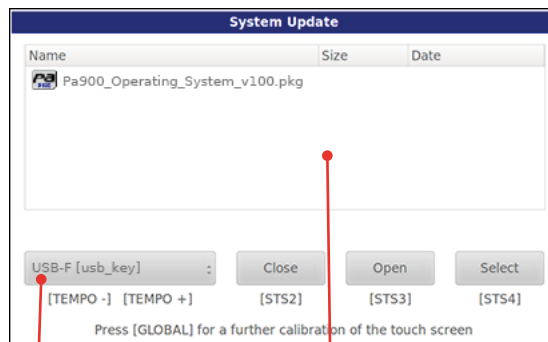 System Update
Name Size Date
Pa900_Operating_System_v100.pkg
USB-F [usb_key] : Close Open Select
[TEMPO -] [TEMPO +] [STS2] [STS3] [STS4]
Press [GLOBAL] for a further calibration of the touch screen